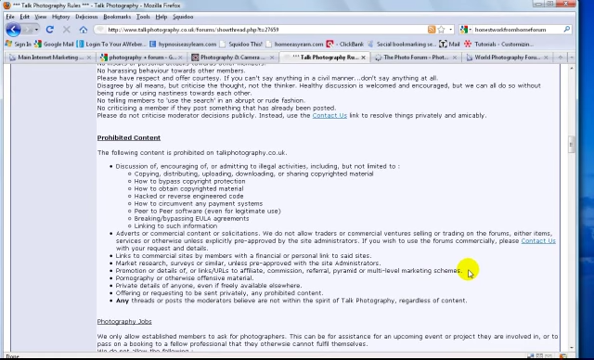 *** Talk Photography Rules *** - Talk Photography - Mozilla Firefox
File Edit View History Delicious Bookmarks Tools Help Subvert
http://www.talkphotography.co.uk/forums/showthread.php?t=27659
honestworkfromhomeforum
Sign In Google Mail Login To Your AWeber... Squidoo This! homeeasylearn.com ClickBank Social bookmarking w... Mail Tutorials - Customizin...
Main Internet Marketing... photography + forum - G... Photography Ji Camera ... *** Talk Photography Ru... The Photo Forum - Phot... World Photography Foru...
No harassing behaviour towards other members.
Please have respect and offer courtesy. If you can't say anything in a civil manner...don't say anything at all.
Disagree by all means, but criticise the thought, not the thinker. Healthy discussion is welcomed and encouraged, but we can all do so without
being rude or using nastiness towards each other.
No telling members to 'use the search' in an abrupt or rude fashion.
No criticising a member if they post something that has already been posted.
Please do not criticise moderator decisions publicly. Instead, use the Contact Us link to resolve things privately and amicably.
Prohibited Content
The following content is prohibited on talkphotography.co.uk.
• Discussion of, encouraging of, or admitting to illegal activities, including, but not limited to :
○ Copying, distributing, uploading, downloading, or sharing copyrighted material
○ How to bypass copyright protection
○ How to obtain copyrighted material
○ Hacked or reverse engineered code
○ How to circumvent any payment systems
○ Peer to Peer software (even for legitimate use)
○ Breaking/bypassing EULA agreements
○ Linking to such information
• Adverts or commercial content or solicitations. We do not allow traders or commercial ventures selling or trading on the forums, either items,
services or otherwise unless explicitly pre-approved by the site administrators. If you wish to use the forums commercially, please Contact Us
with your request and details.
• Links to commercial sites by members with a financial or personal link to said sites.
• Market research, surveys or similar, unless pre-approved with the site Administrators.
• Promotion or details of, or links/URLs to affiliate, commission, referral, pyramid or multi-level marketing schemes.
• Pornography or otherwise offensive material.
• Private details of anyone, even if freely available elsewhere.
• Offering or requesting to be sent privately, any prohibited content.
• Any threads or posts the moderators believe are not within the spirit of Talk Photography, regardless of content.
Photography Jobs
We only allow established members to ask for photographers. This can be for assistance for an upcoming event or project they are involved in, or to
pass on a booking to a fellow professional that they otherwise cannot fulfil themselves.
We do not allow the following :
Done